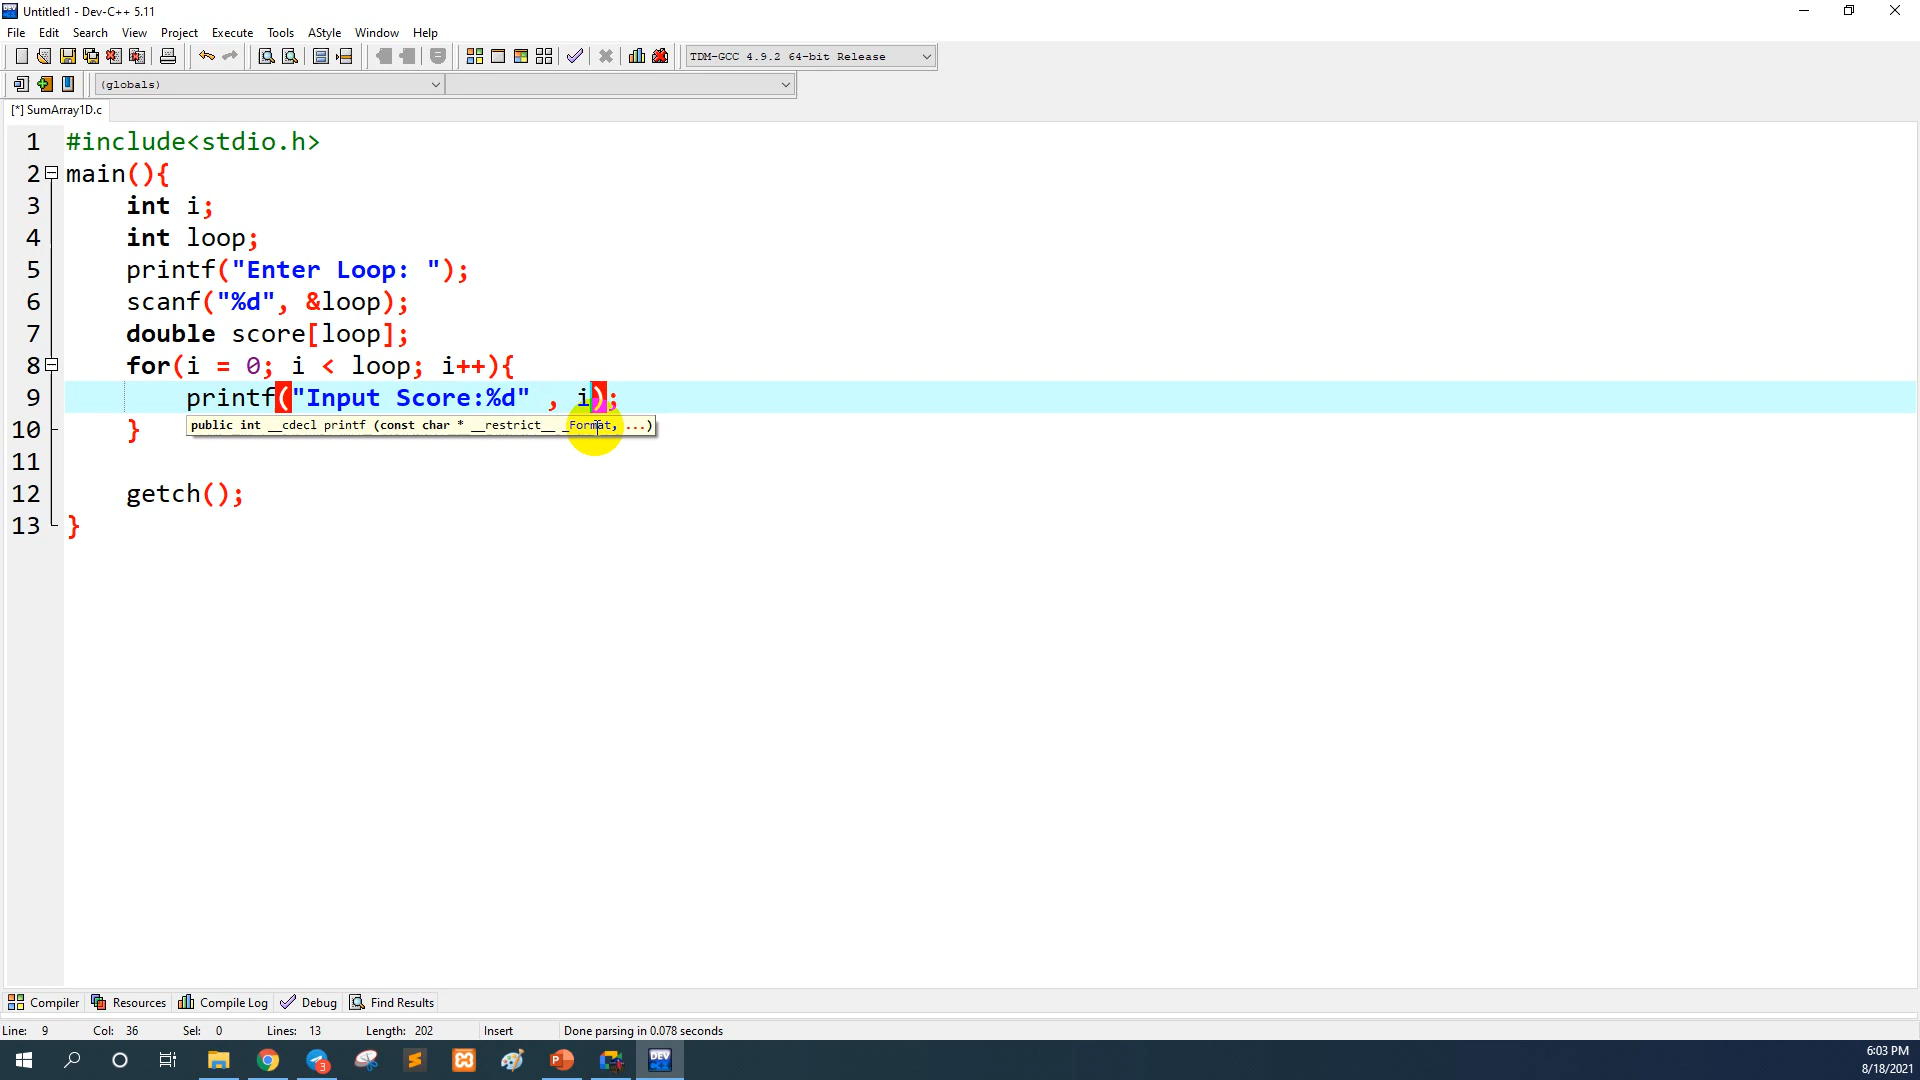 Untitled1 - Dev-C++ 5.11
File Edit Search View Project Execute Tools AStyle Window Help
TDM-GCC 4.9.2 64-bit Release
(globals)
[*] SumArray1D.c
1 #include<stdio.h>
2 main(){
3 int i;
4 int loop;
5 printf("Enter Loop: ");
6 scanf("%d", &loop);
7 double score[loop];
8 for(i = 0; i < loop; i++){
9 printf("Input Score:%d" , i);
public int __cdecl printf (const char * __restrict__ _Format, ...)
10 }
11
12 getch();
13 }
Compiler Resources Compile Log Debug Find Results
Line: 9 Col: 36 Sel: 0 Lines: 13 Length: 202 Insert Done parsing in 0.078 seconds
3
DEV
6:03 PM
8/18/2021